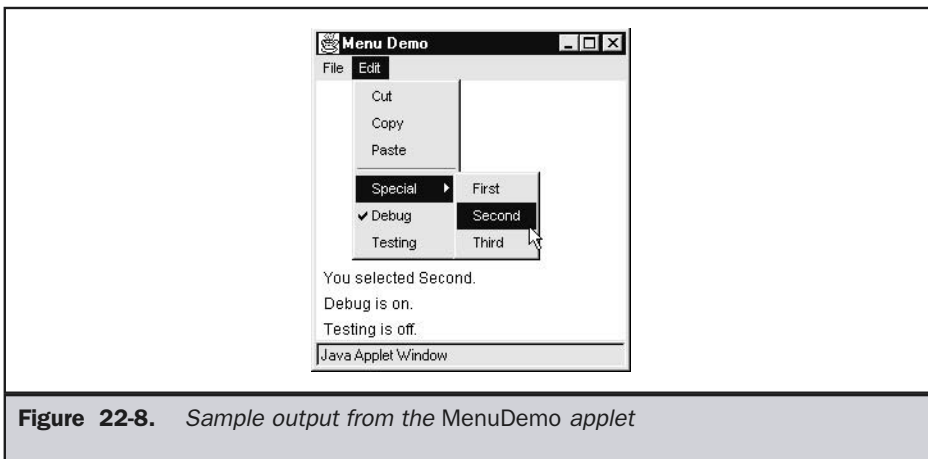 Menu Demo
File Edit
Cut
Copy
Paste
Special First
Debug Second
Testing Third
You selected Second.
Debug is on.
Testing is off.
Java Applet Window
Figure 22-8. Sample output from the MenuDemo applet